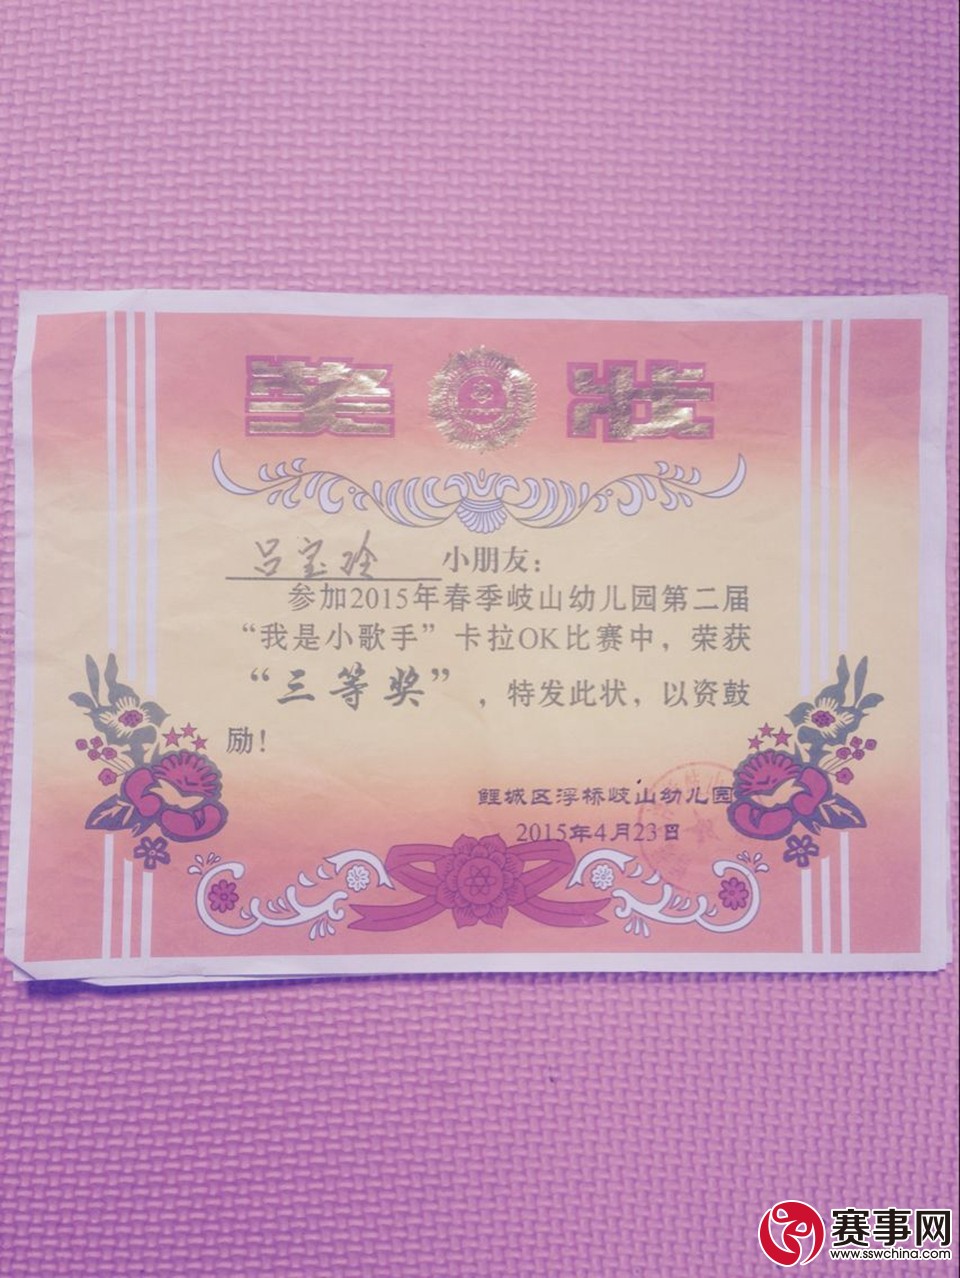 奖 状
吕宝玲 小朋友:
参加2015年春季岐山幼儿园第二届
“我是小歌手”卡拉OK比赛中，荣获
“三等奖”，特发此状，以资鼓
励！
鲤城区浮桥岐山幼儿园
2015年4月23日
赛事网
www.sswchina.com